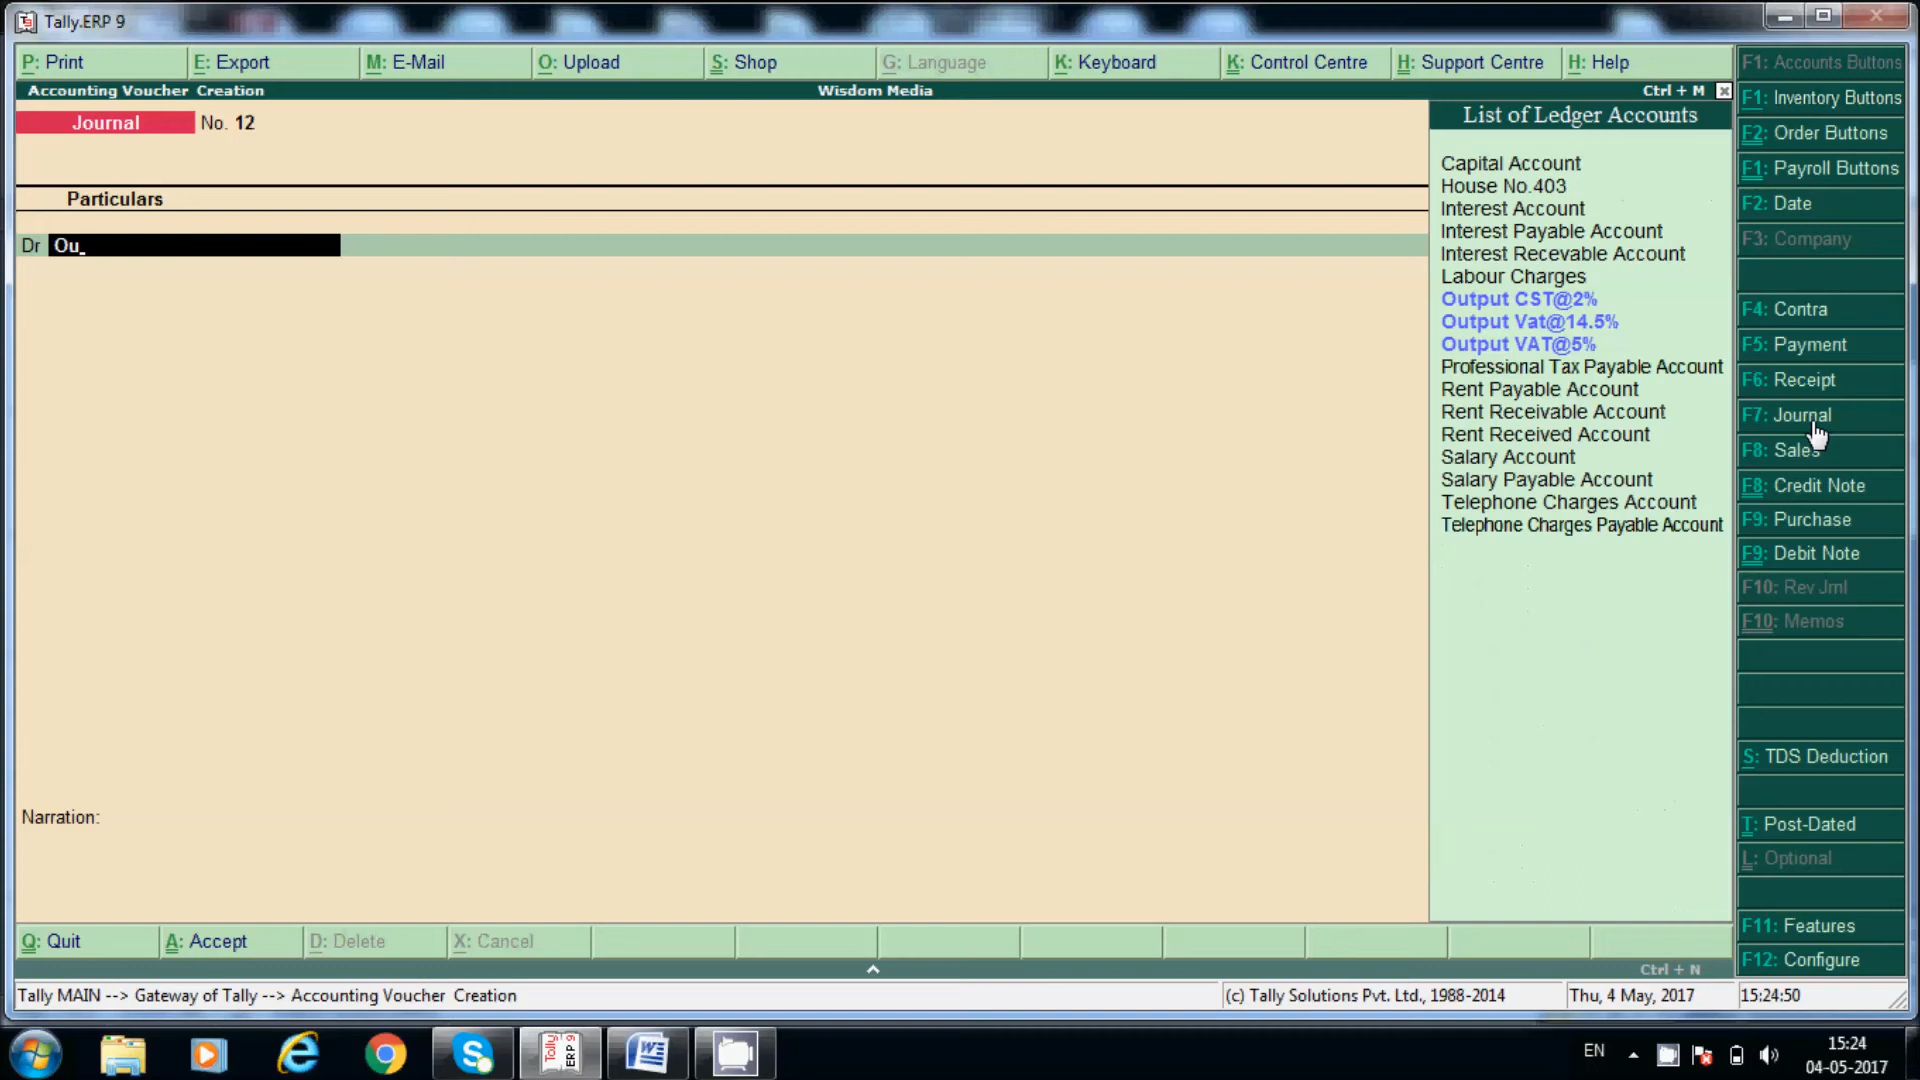 Tally.ERP 9
P: Print
E: Export
M: E-Mail
O: Upload
S: Shop
G: Language
K: Keyboard
K: Control Centre
H: Support Centre
H: Help
F1: Accounts Buttons
Accounting Voucher Creation
Wisdom Media
Ctrl + M
F1: Inventory Buttons
F2: Order Buttons
F1: Payroll Buttons
F2: Date
F3: Company
F4: Contra
F5: Payment
F6: Receipt
F7: Journal
F8: Sales
F8: Credit Note
F9: Purchase
F9: Debit Note
F10: Rev Jrnl
F10: Memos
S: TDS Deduction
T: Post-Dated
L: Optional
F11: Features
F12: Configure
Journal No. 12
Particulars
Dr Ou_
Narration:
List of Ledger Accounts
Capital Account
House No.403
Interest Account
Interest Payable Account
Interest Recevable Account
Labour Charges
Output CST@2%
Output Vat@14.5%
Output VAT@5%
Professional Tax Payable Account
Rent Payable Account
Rent Receivable Account
Rent Received Account
Salary Account
Salary Payable Account
Telephone Charges Account
Telephone Charges Payable Account
Q: Quit
A: Accept
D: Delete
X: Cancel
Ctrl + N
Tally MAIN --> Gateway of Tally --> Accounting Voucher Creation
(c) Tally Solutions Pvt. Ltd., 1988-2014
Thu, 4 May, 2017
15:24:50
Tally ERP 9
EN
15:24
04-05-2017